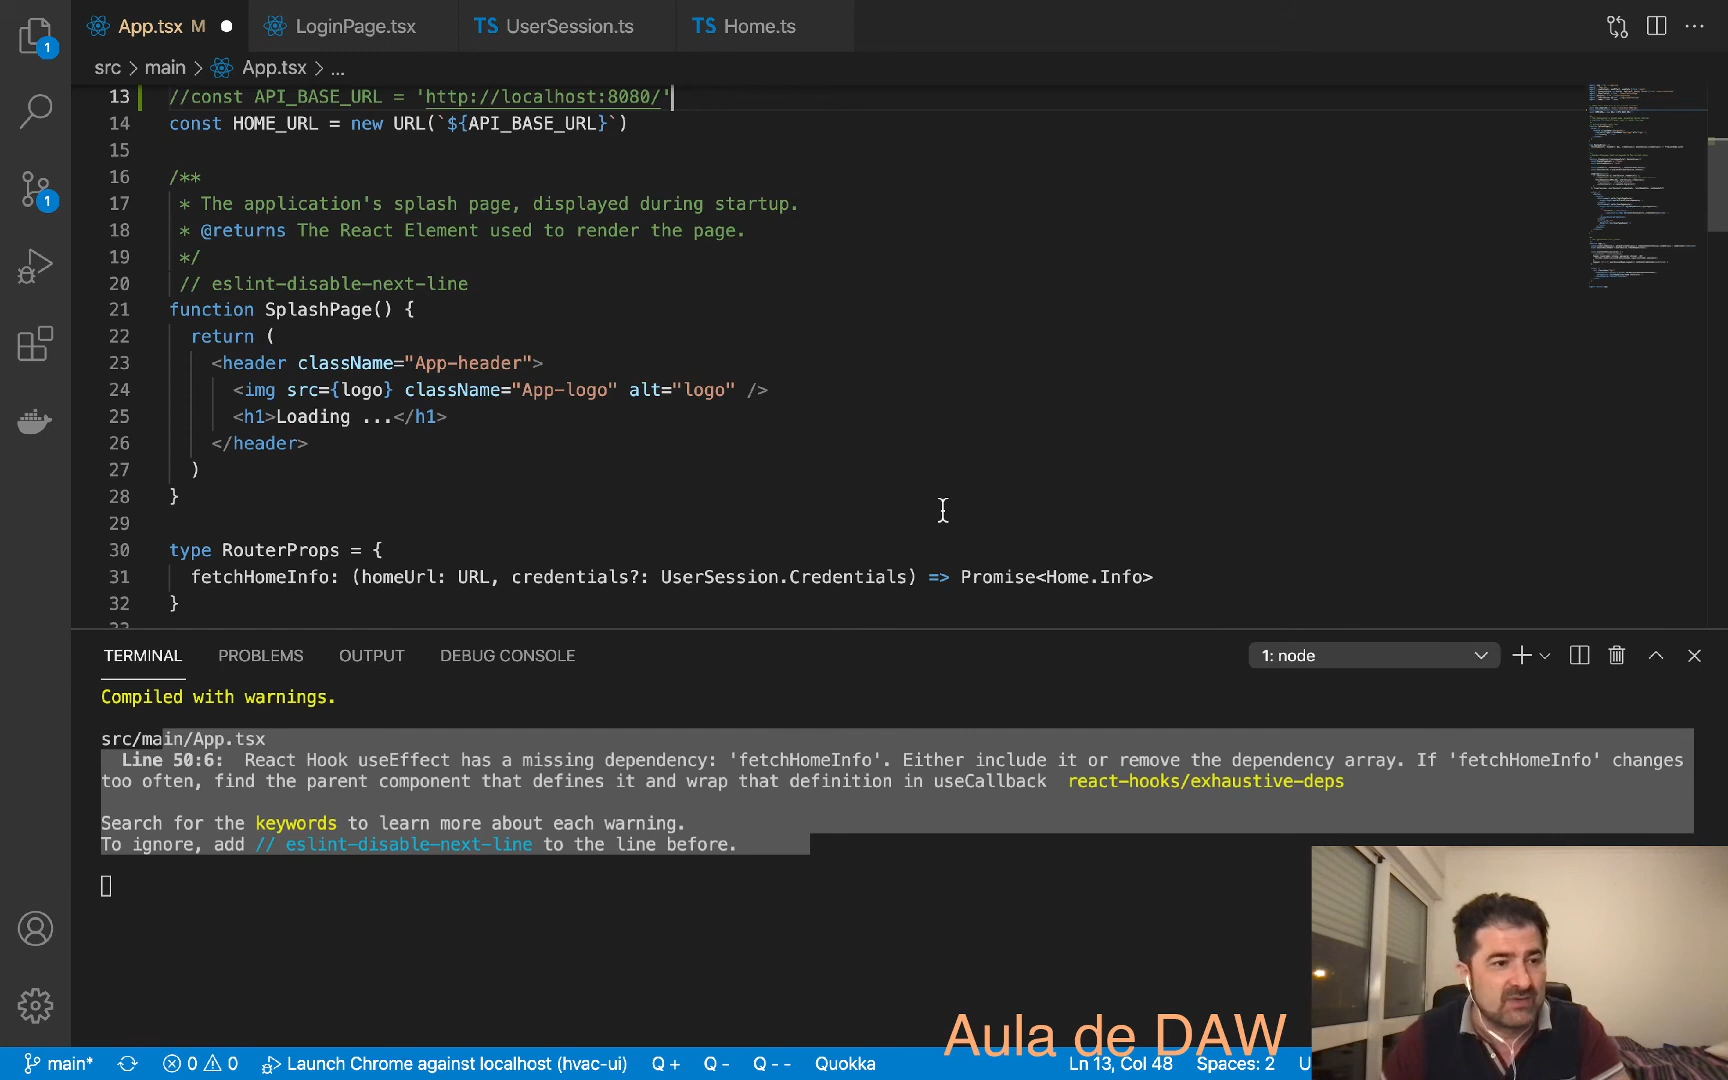 App.tsx M
LoginPage.tsx
TS UserSession.ts
TS Home.ts
src > main > App.tsx > ...
13 //const API_BASE_URL = 'http://localhost:8080/'
14 const HOME_URL = new URL(`${API_BASE_URL}`)
15
16 /**
17 * The application's splash page, displayed during startup.
18 * @returns The React Element used to render the page.
19 */
20 // eslint-disable-next-line
21 function SplashPage() {
22 return (
23 <header className="App-header">
24 <img src={logo} className="App-logo" alt="logo" />
25 <h1>Loading ...</h1>
26 </header>
27 )
28 }
29
30 type RouterProps = {
31 fetchHomeInfo: (homeUrl: URL, credentials?: UserSession.Credentials) => Promise<Home.Info>
32 }
1
1
TERMINAL PROBLEMS OUTPUT DEBUG CONSOLE 1: node
Compiled with warnings.
src/main/App.tsx
Line 50:6: React Hook useEffect has a missing dependency: 'fetchHomeInfo'. Either include it or remove the dependency array. If 'fetchHomeInfo' changes
too often, find the parent component that defines it and wrap that definition in useCallback react-hooks/exhaustive-deps
Search for the keywords to learn more about each warning.
To ignore, add // eslint-disable-next-line to the line before.
Aula de DAW
main* 0 0 Launch Chrome against localhost (hvac-ui) Q + Q - Q - - Quokka Ln 13, Col 48 Spaces: 2 U